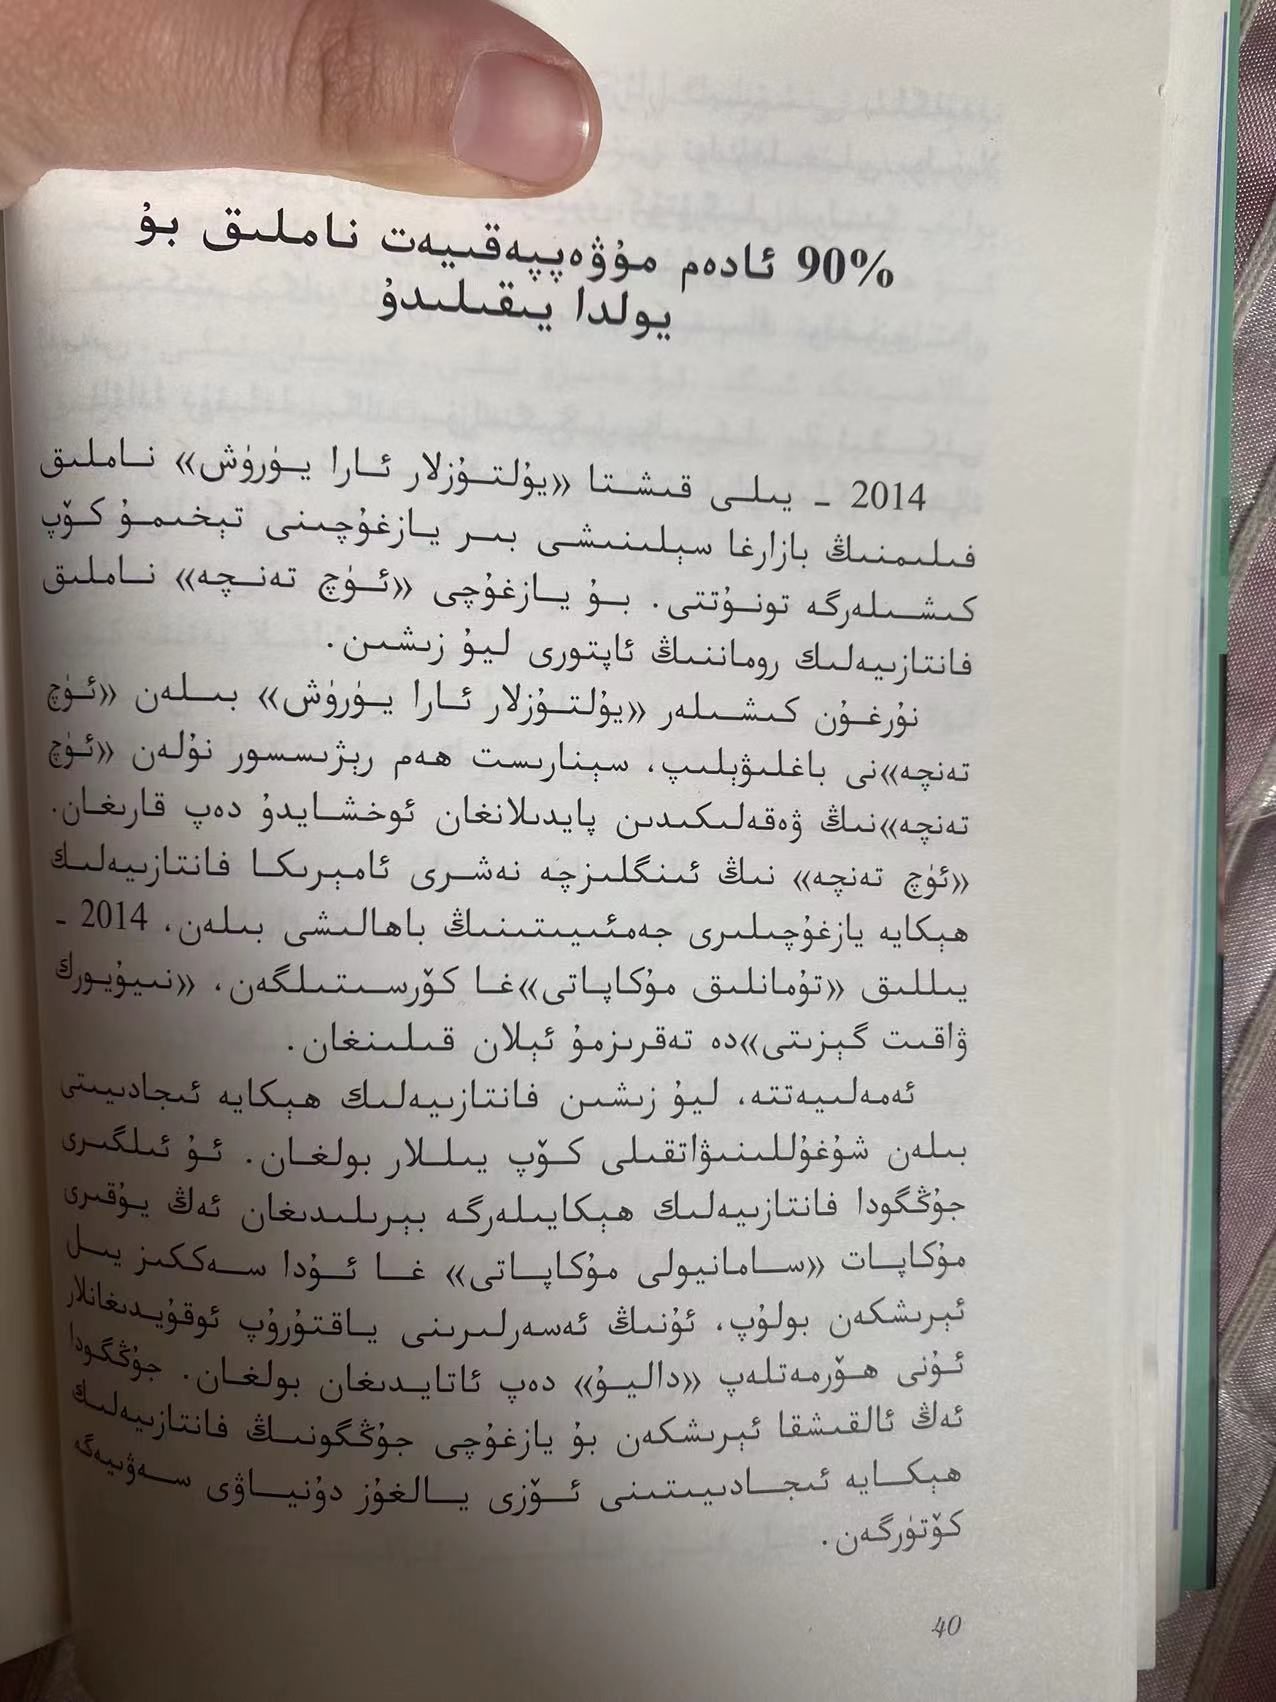 90% ئادەم مۇۋەپپەقىيەت ناملىق بۇ
يولدا يىقىلىدۇ
2014 ـ يىلى قىشتا «يۇلتۇزلار ئارا يۈرۈش» ناملىق
فىلىمنىڭ بازارغا سېلىنىشى بىر يازغۇچىنى تېخىمۇ كۆپ
كىشىلەرگە تونۇتتى. بۇ يازغۇچى «ئۈچ تەنچە» ناملىق
فانتازىيەلىك روماننىڭ ئاپتورى ليۇ زىشىن.
نۇرغۇن كىشىلەر «يۇلتۇزلار ئارا يۈرۈش» بىلەن «ئۈچ
تەنچە»نى باغلىۋېلىپ، سېنارىست ھەم رېژىسسور نۇلەن «ئۈچ
تەنچە»نىڭ ۋەقەلىكىدىن پايدىلانغان ئوخشايدۇ دەپ قارىغان.
«ئۈچ تەنچە» نىڭ ئىنگلىزچە نەشرى ئامېرىكا فانتازىيەلىك
ھېكايە يازغۇچىلىرى جەمئىيىتىنىڭ باھالىشى بىلەن، 2014 ـ
يىللىق «تۇمانلىق مۇكاپاتى»غا كۆرسىتىلگەن، «نىيۇيورك
ۋاقىت گېزىتى»دە تەقرىزمۇ ئېلان قىلىنغان.
ئەمەلىيەتتە، ليۇ زىشىن فانتازىيەلىك ھېكايە ئىجادىيىتى
بىلەن شۇغۇللىنىۋاتقىلى كۆپ يىللار بولغان. ئۇ ئىلگىرى
جۇڭگودا فانتازىيەلىك ھېكايىلەرگە بېرىلىدىغان ئەڭ يۇقىرى
مۇكاپات «سامانيولى مۇكاپاتى» غا ئۇدا سەككىز يىل
ئېرىشكەن بولۇپ، ئۇنىڭ ئەسەرلىرىنى ياقتۇرۇپ ئوقۇيدىغانلار
ئۇنى ھۆرمەتلەپ «داليۇ» دەپ ئاتايدىغان بولغان. جۇڭگودا
ئەڭ ئالقىشقا ئېرىشكەن بۇ يازغۇچى جۇڭگونىڭ فانتازىيەلىك
ھېكايە ئىجادىيىتىنى ئۆزى يالغۇز دۇنياۋى سەۋىيەگە
كۆتۈرگەن.
40